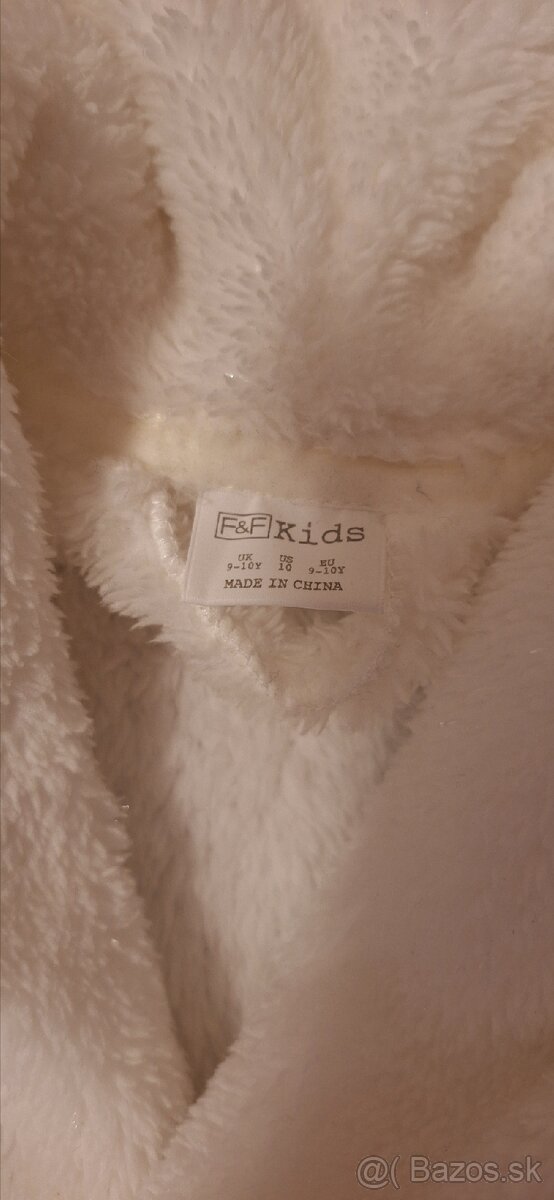 F&F Kids
UK US EU
9-10Y 10 9-10Y
MADE IN CHINA
@( Bazos.sk